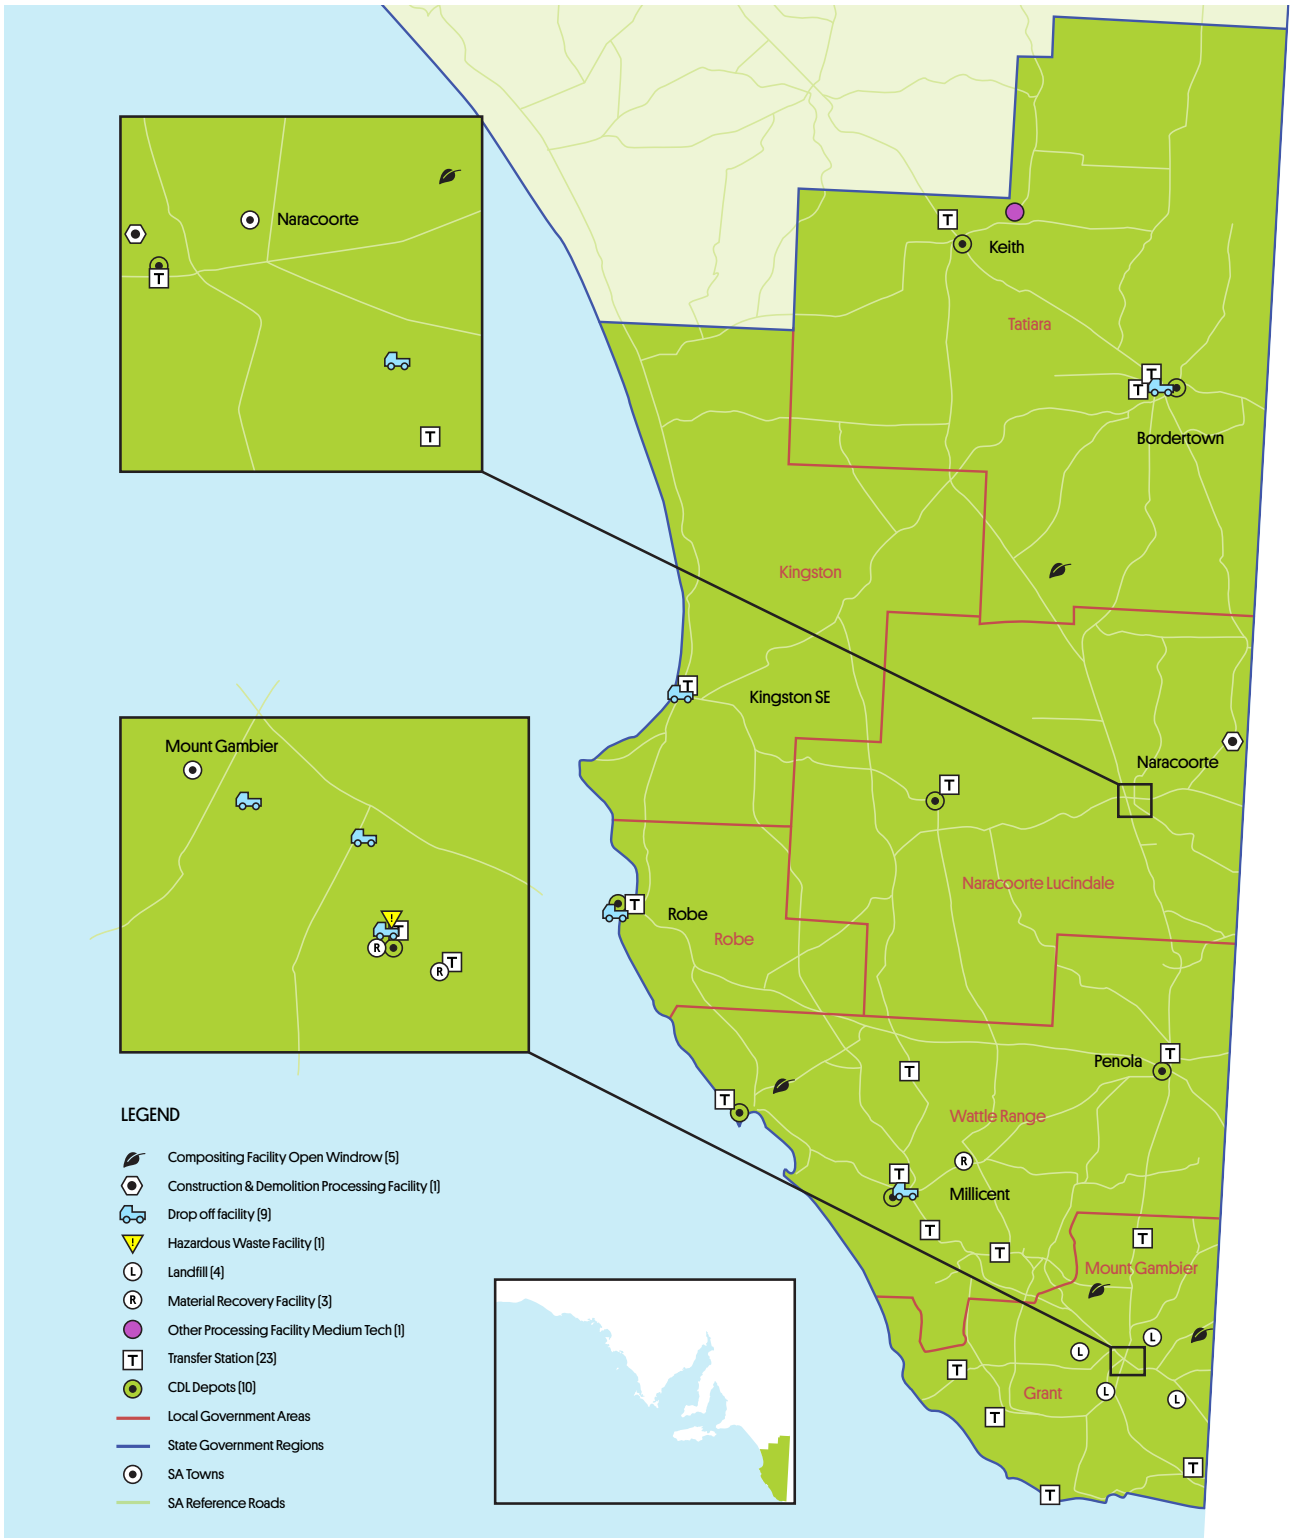 Naracoorte
T
T
T
Keith
Tatiara
T
T
Bordertown
Kingston
T
Kingston SE
Naracoorte
T
Naracoorte Lucindale
T
Robe
Robe
Mount Gambier
!
T
R
T
R
T
Penola
T
T
Wattle Range
R
T
Millicent
T
T
T
Mount Gambier
L
L
T
Grant
L
L
T
T
T
LEGEND
Compositing Facility Open Windrow (5)
Construction & Demolition Processing Facility (1)
Drop off facility (9)
! Hazardous Waste Facility (1)
L Landfill (4)
R Material Recovery Facility (3)
Other Processing Facility Medium Tech (1)
T Transfer Station (23)
CDL Depots (10)
Local Government Areas
State Government Regions
SA Towns
SA Reference Roads